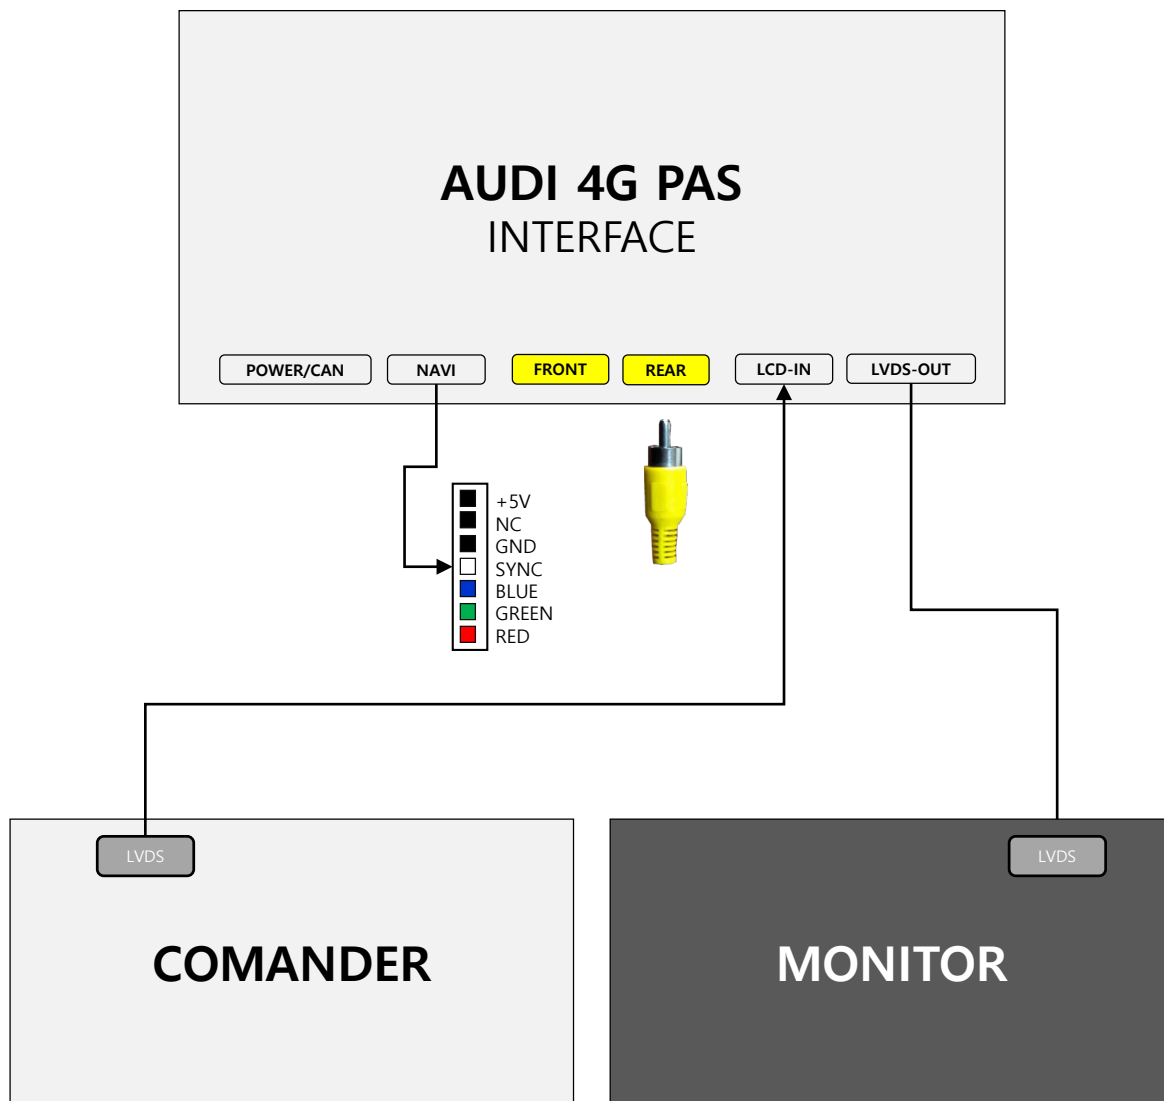 AUDI 4G PAS
INTERFACE
POWER/CAN
NAVI
FRONT
REAR
LCD-IN
LVDS-OUT
+5V
NC
GND
SYNC
BLUE
GREEN
RED
LVDS
COMANDER
LVDS
MONITOR